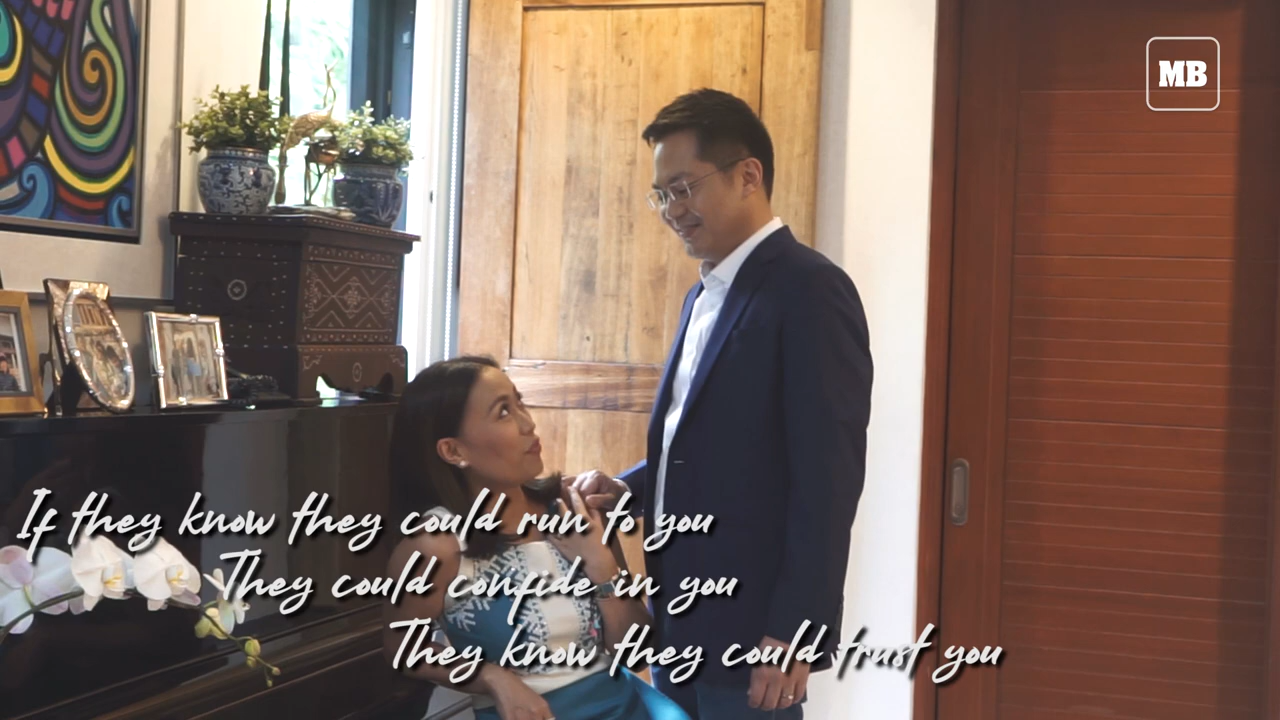 MB
If they know they could run to you
They could confide in you
They know they could trust you